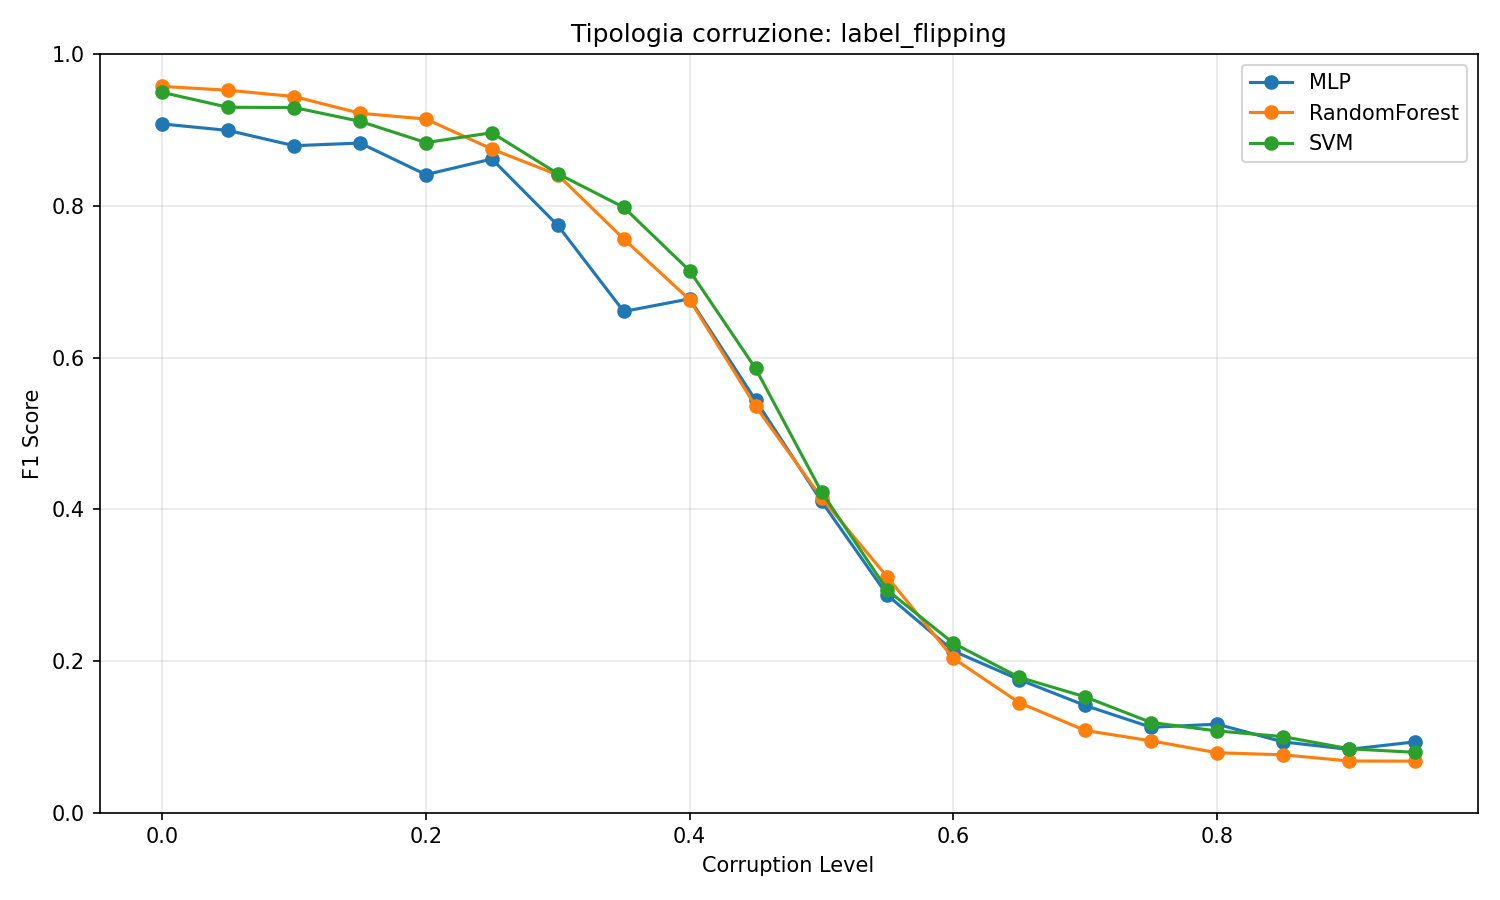 Tipologia corruzione: label_flipping
1.0
0.8
0.6
0.4
0.2
0.0
F1 Score
MLP
RandomForest
SVM
0.0 0.2 0.4 0.6 0.8
Corruption Level